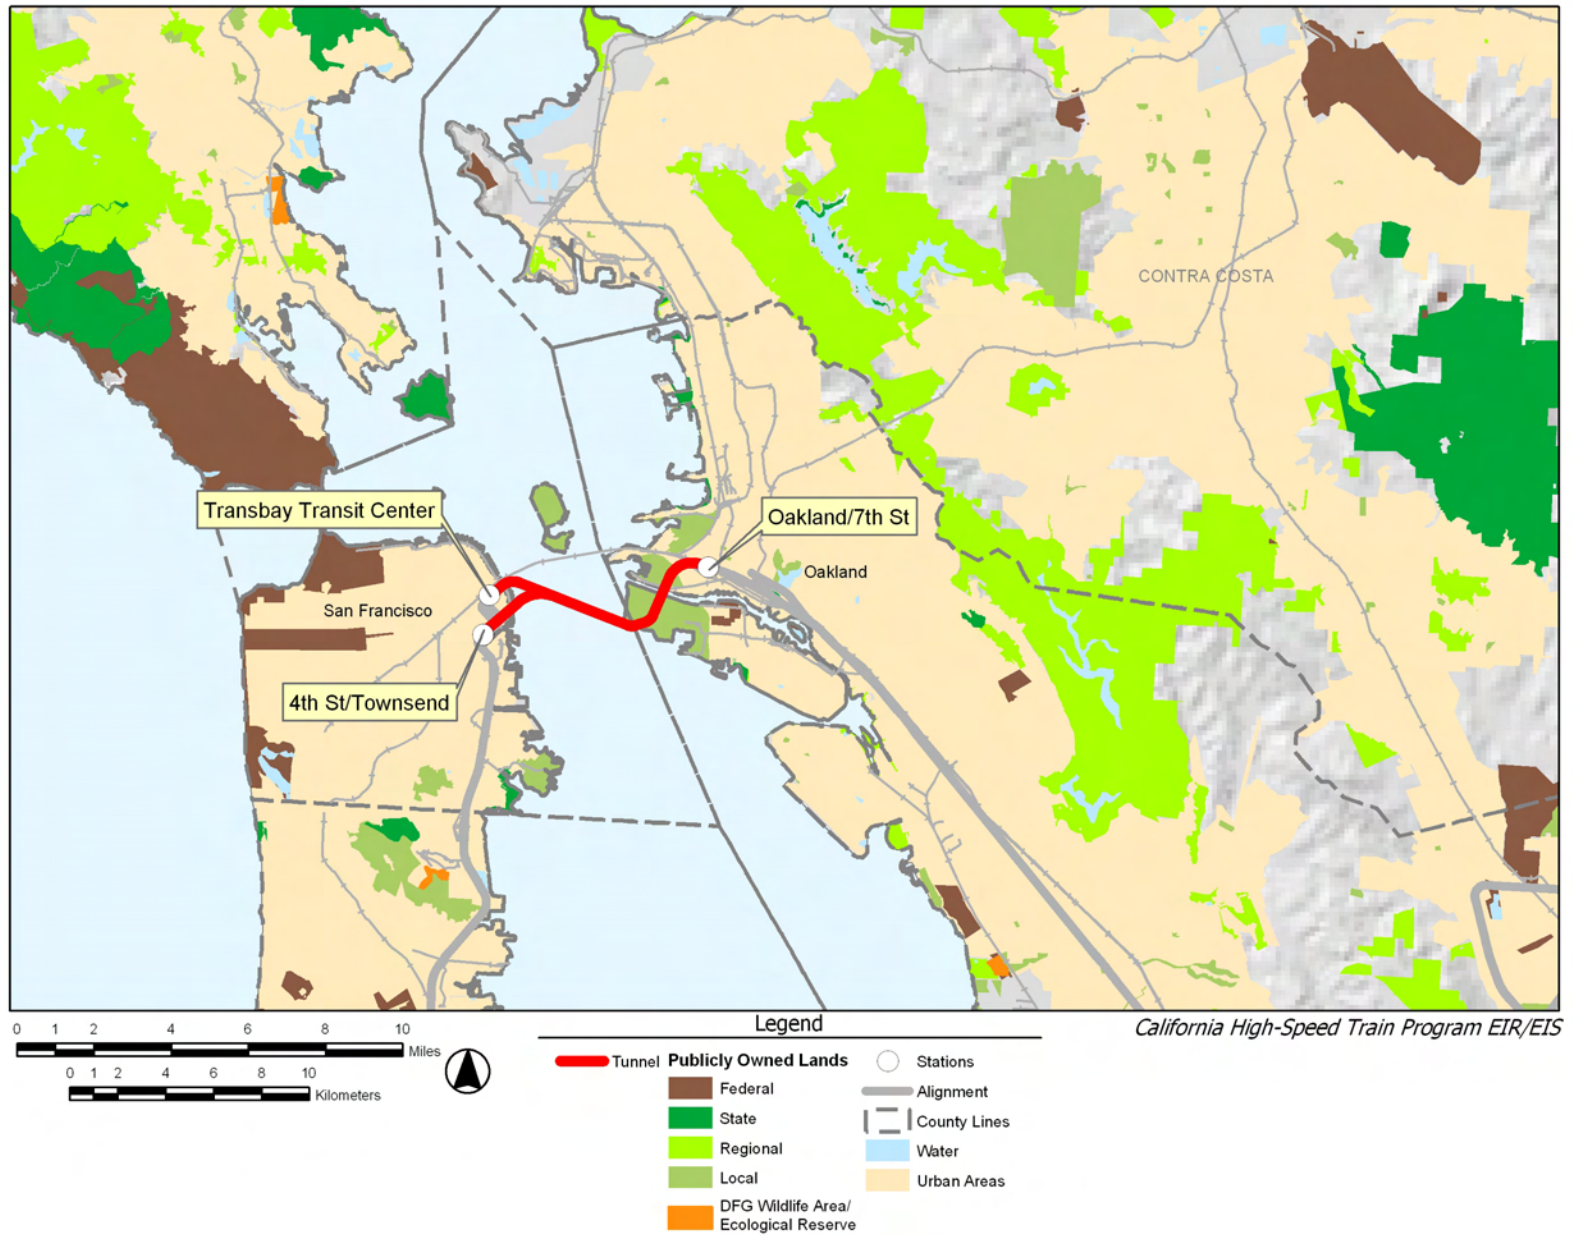 CONTRA COSTA
Transbay Transit Center
Oakland/7th St
Oakland
San Francisco
4th St/Townsend
California High-Speed Train Program EIR/EIS
0 1 2 4 6 8 10
Miles
0 1 2 4 6 8 10
Kilometers
Legend
Tunnel
Publicly Owned Lands
Federal
State
Regional
Local
DFG Wildlife Area/
Ecological Reserve
Stations
Alignment
County Lines
Water
Urban Areas